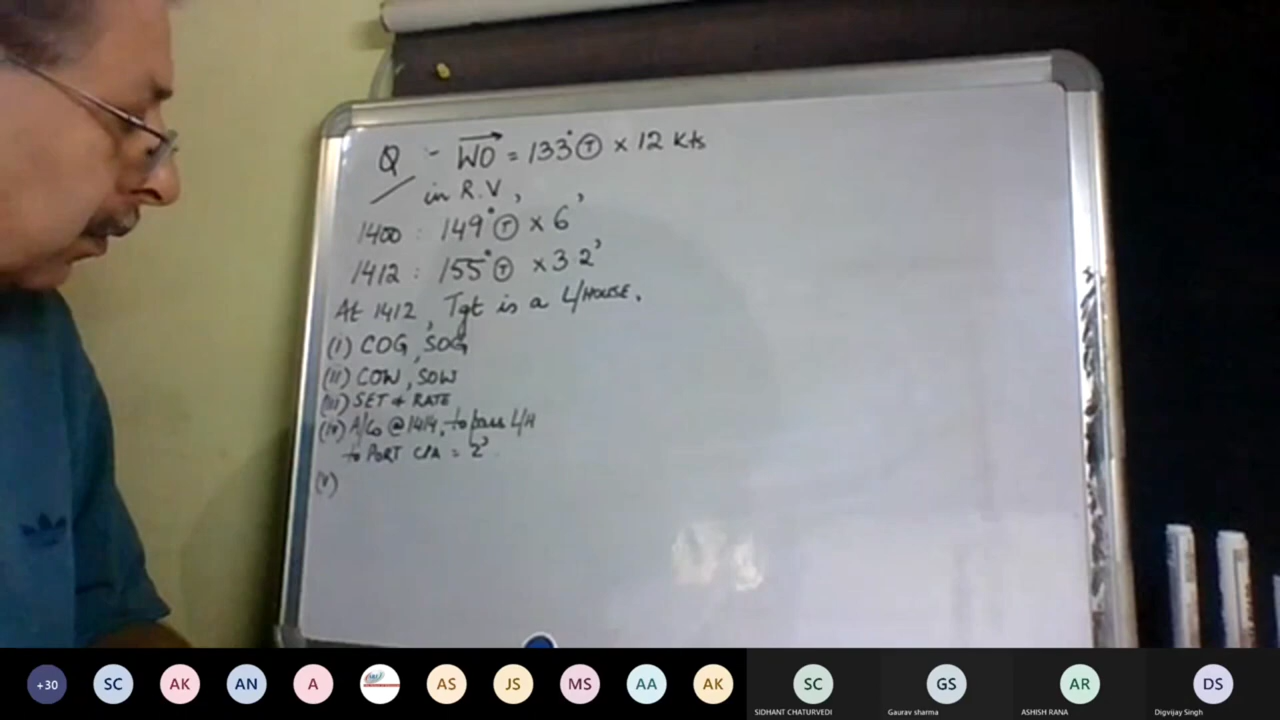 Q :- WO = 133° (T) × 12 Kts
in R.V,
1400 : 149° (T) × 6'
1412 : 155° (T) × 3.2'
At 1412, Tgt is a L/HOUSE.
(i) COG, SOG
(ii) COW, SOW
(iii) SET & RATE
(iv) A/Co @ 1414, to pass L/H
to PORT CPA = 2'
(v)
+30
SC
AK
AN
A
AS
JS
MS
AA
AK
SC
GS
AR
DS
SIDHANT CHATURVEDI
Gaurav sharma
ASHISH RANA
Digvijay Singh